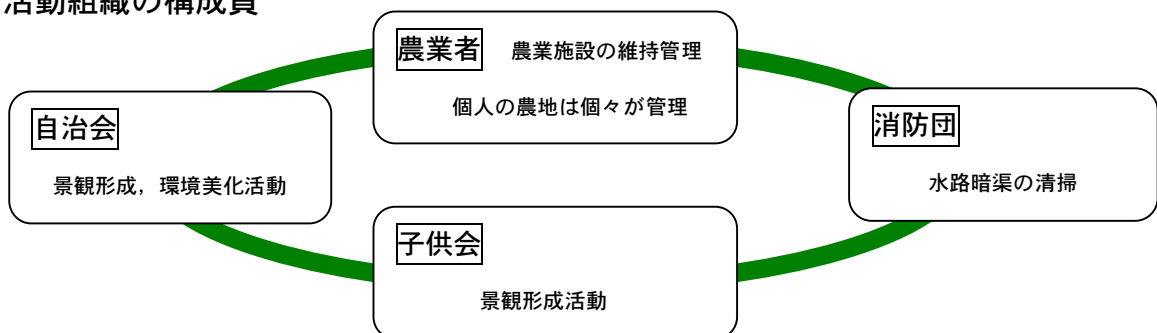 活動組織の構成員
農業者 農業施設の維持管理
個人の農地は個々が管理
自治会
景観形成，環境美化活動
消防団
水路暗渠の清掃
子供会
景観形成活動